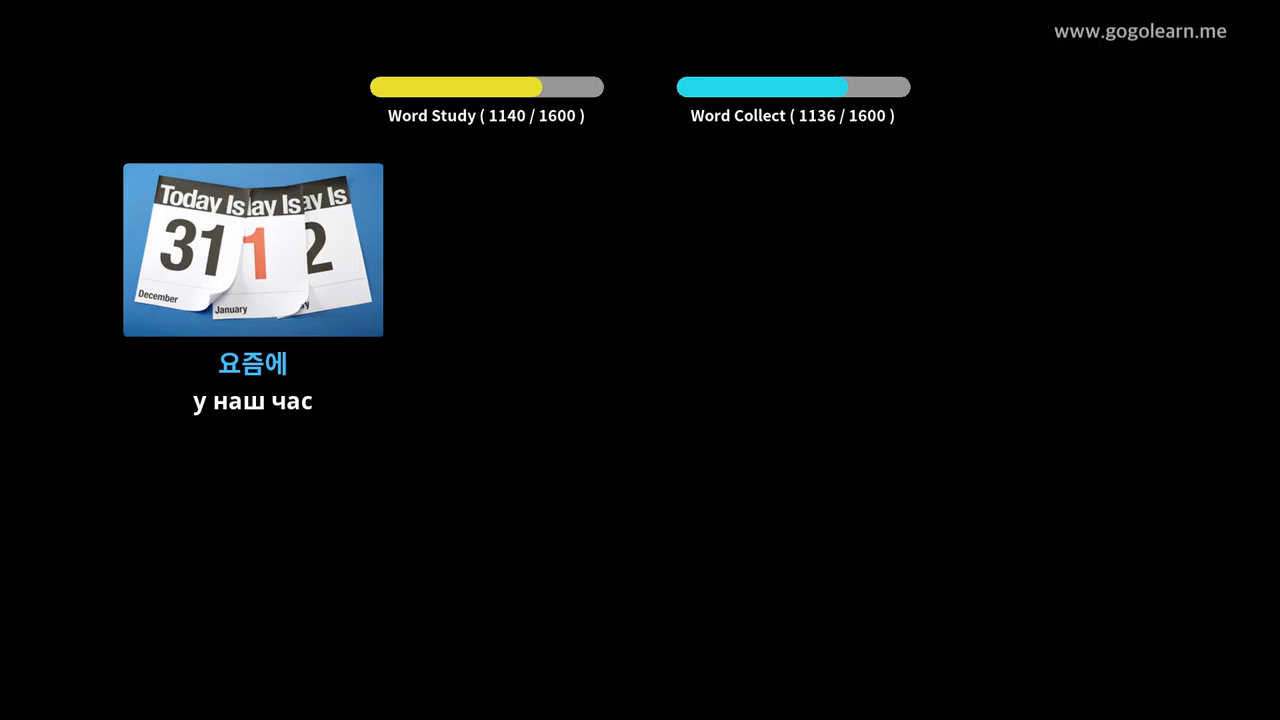 www.gogolearn.me
Word Study ( 1140 / 1600 )
Word Collect ( 1136 / 1600 )
Today Is
ay Is
ay Is
31
1
2
December
January
요즘에
у наш час